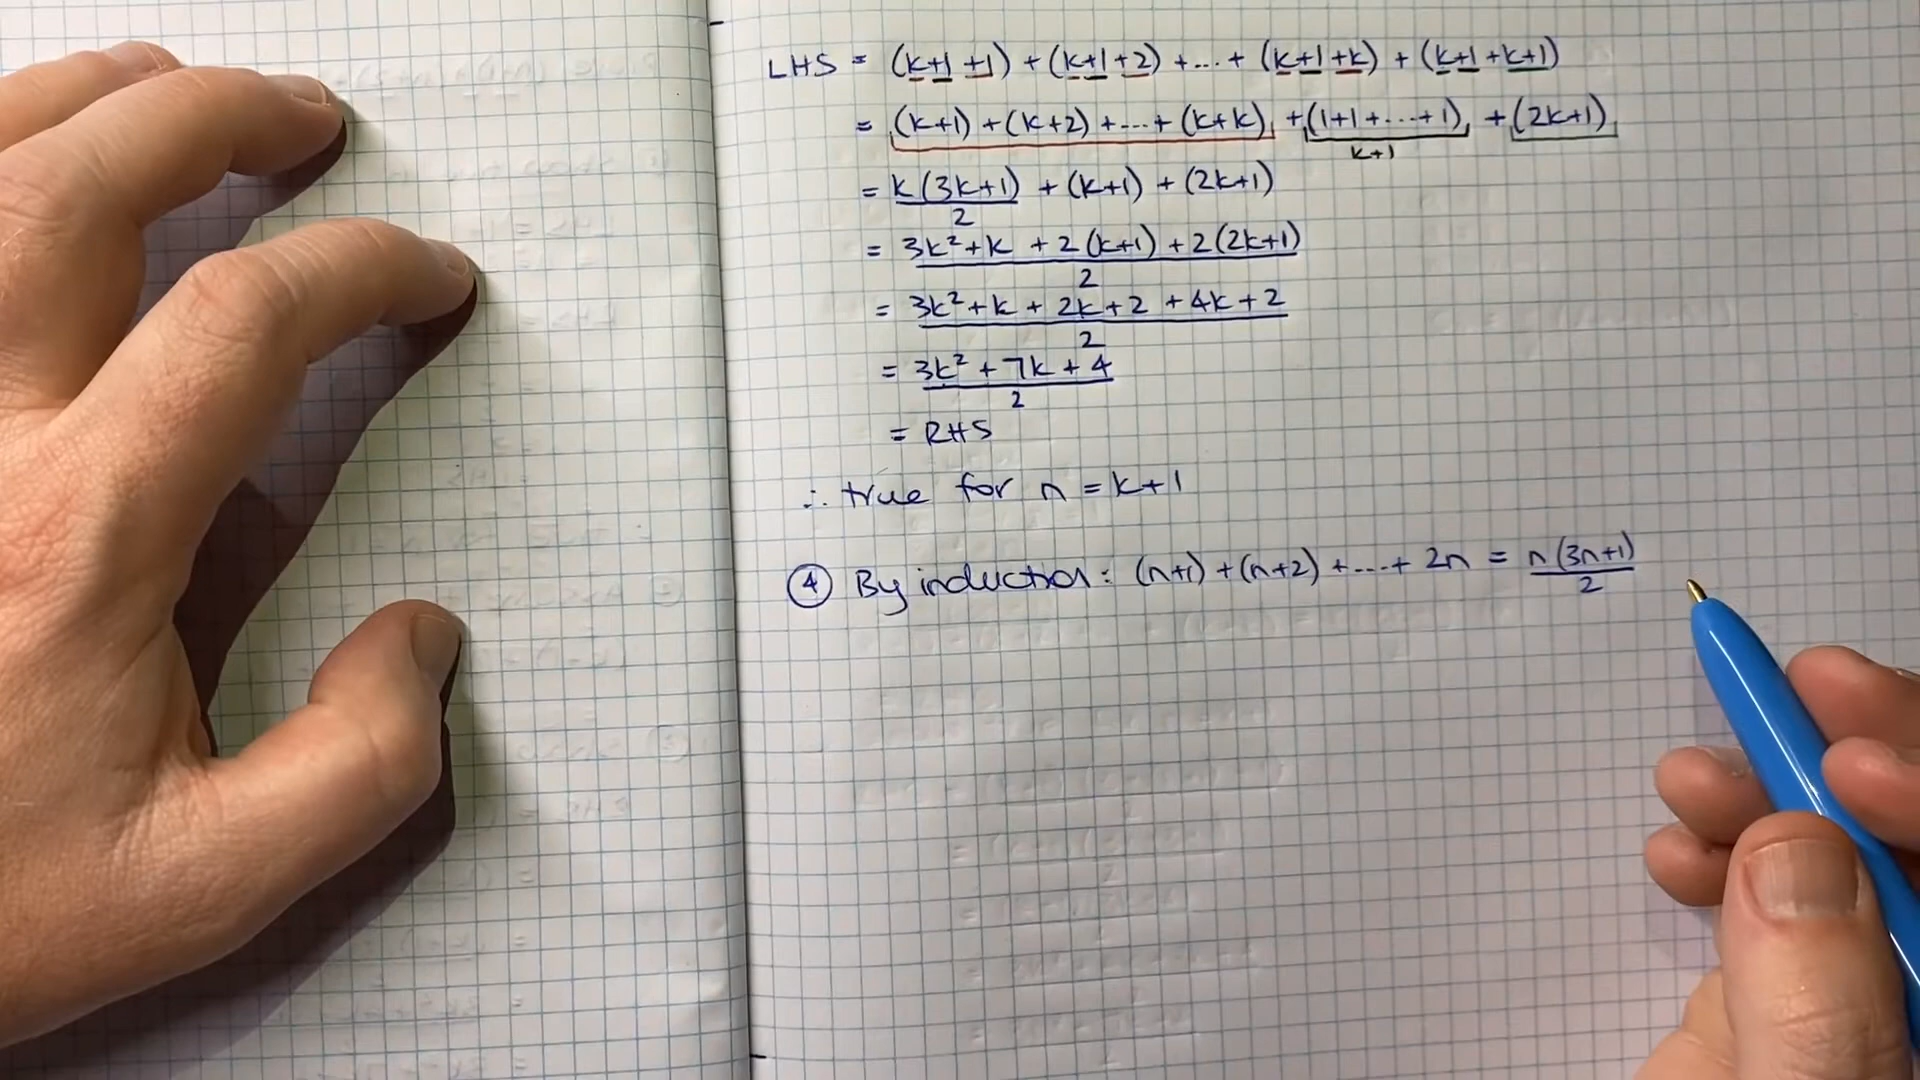 LHS = (k+1+1) + (k+1+2) +...+ (k+1+k) + (k+1+k+1)
= (k+1) + (k+2) +...+ (k+k) + (1+1+...+1) + (2k+1)
k+1
= k(3k+1)/2 + (k+1) + (2k+1)
= (3k²+k + 2(k+1) + 2(2k+1))/2
= (3k²+k + 2k+2 + 4k+2)/2
= (3k² + 7k + 4)/2
= RHS
∴ true for n = k+1
④ By induction: (n+1) + (n+2) +...+ 2n = n(3n+1)/2